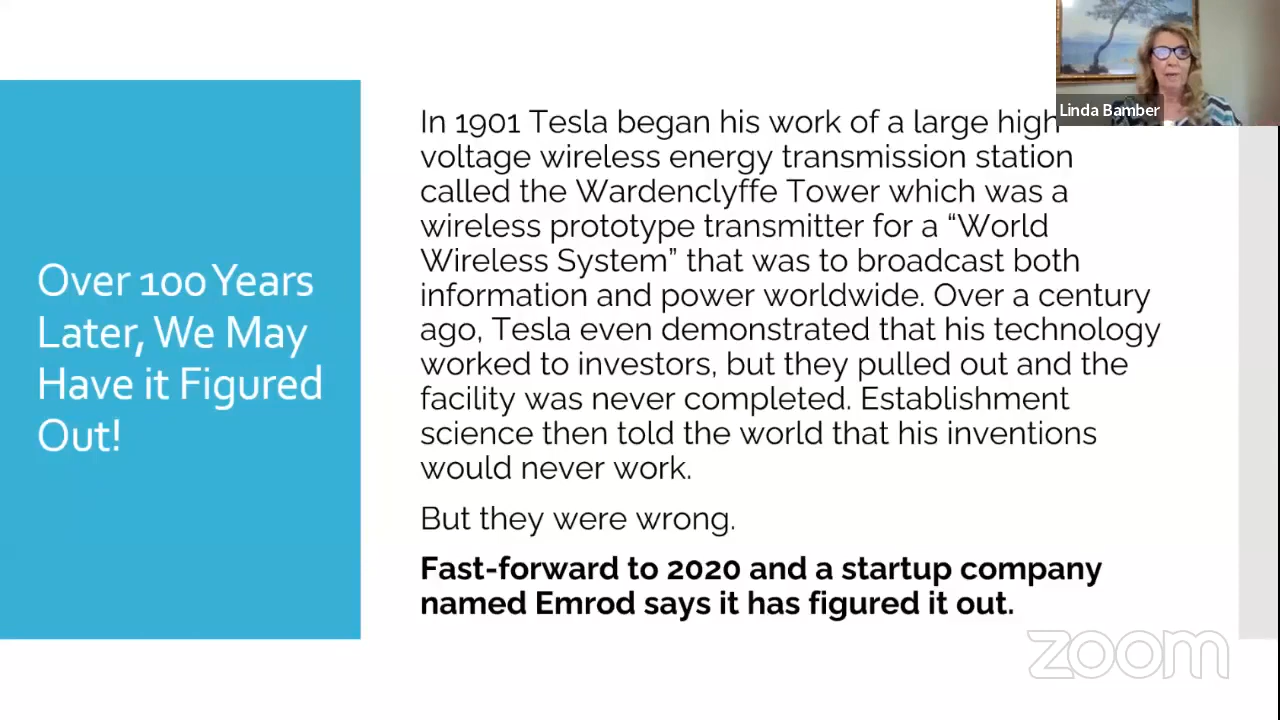 Linda Bamber
In 1901 Tesla began his work of a large high
voltage wireless energy transmission station
called the Wardenclyffe Tower which was a
wireless prototype transmitter for a “World
Wireless System” that was to broadcast both
information and power worldwide. Over a century
ago, Tesla even demonstrated that his technology
worked to investors, but they pulled out and the
facility was never completed. Establishment
science then told the world that his inventions
would never work.
But they were wrong.
Fast-forward to 2020 and a startup company
named Emrod says it has figured it out.
Over 100 Years
Later, We May
Have it Figured
Out!
zoom